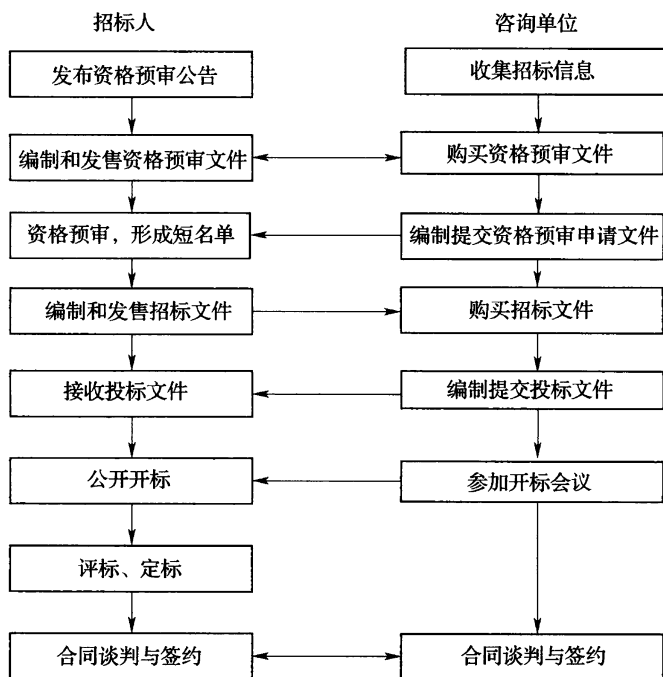 招标人
咨询单位
发布资格预审公告
收集招标信息
编制和发售资格预审文件
购买资格预审文件
资格预审，形成短名单
编制提交资格预审申请文件
编制和发售招标文件
购买招标文件
接收投标文件
编制提交投标文件
公开开标
参加开标会议
评标、定标
合同谈判与签约
合同谈判与签约